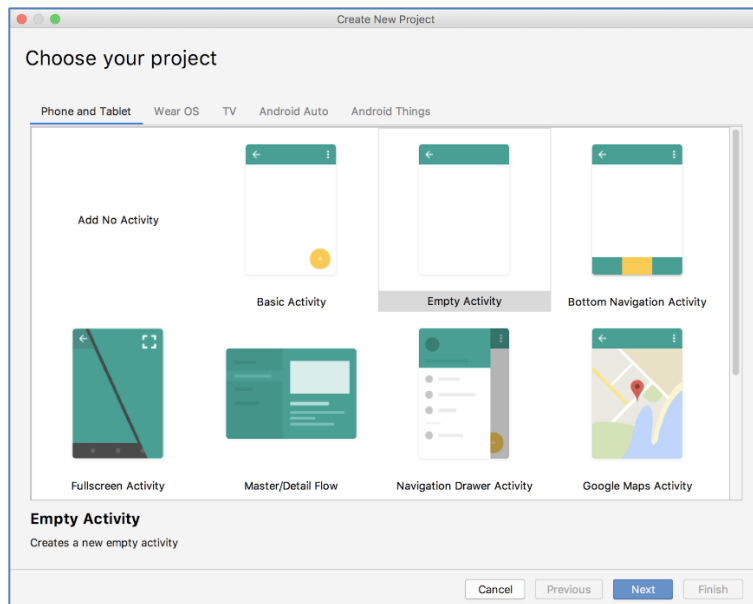 Create New Project
Choose your project
Phone and Tablet Wear OS TV Android Auto Android Things
Add No Activity
Basic Activity Empty Activity Bottom Navigation Activity
Fullscreen Activity Master/Detail Flow Navigation Drawer Activity Google Maps Activity
Empty Activity
Creates a new empty activity
Cancel Previous Next Finish